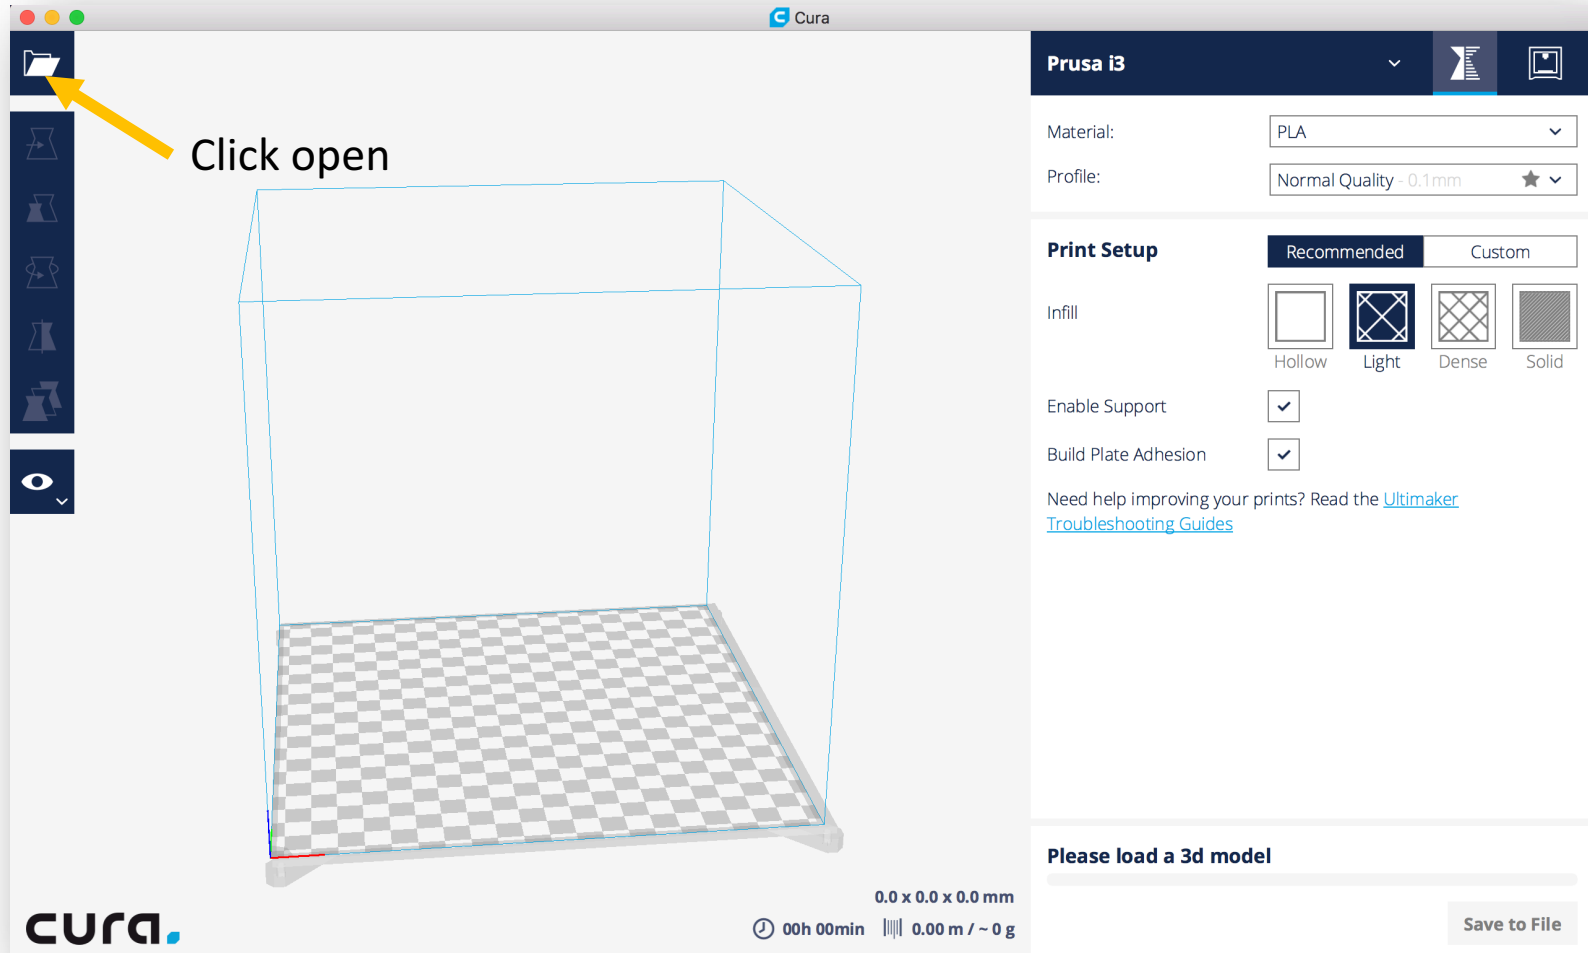 Cura
Click open
Prusa i3
Material:
PLA
Profile:
Normal Quality - 0.1mm
Print Setup
Recommended
Custom
Infill
Hollow
Light
Dense
Solid
Enable Support
Build Plate Adhesion
Need help improving your prints? Read the Ultimaker
Troubleshooting Guides
Please load a 3d model
0.0 x 0.0 x 0.0 mm
00h 00min
0.00 m / ~ 0 g
Save to File
cura.